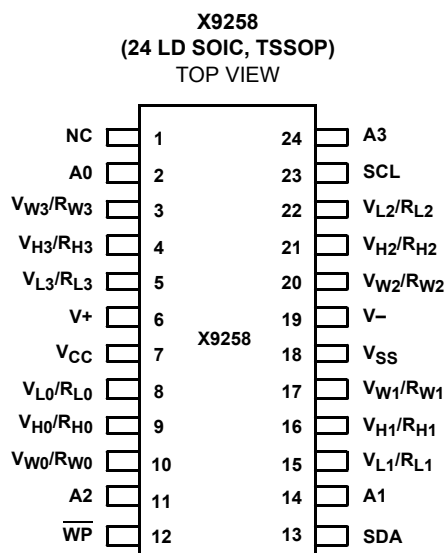 X9258
(24 LD SOIC, TSSOP)
TOP VIEW
NC 1 24 A3
A0 2 23 SCL
VW3/RW3 3 22 VL2/RL2
VH3/RH3 4 21 VH2/RH2
VL3/RL3 5 20 VW2/RW2
V+ 6 19 V–
X9258
VCC 7 18 VSS
VL0/RL0 8 17 VW1/RW1
VH0/RH0 9 16 VH1/RH1
VW0/RW0 10 15 VL1/RL1
A2 11 14 A1
W̅P̅ 12 13 SDA